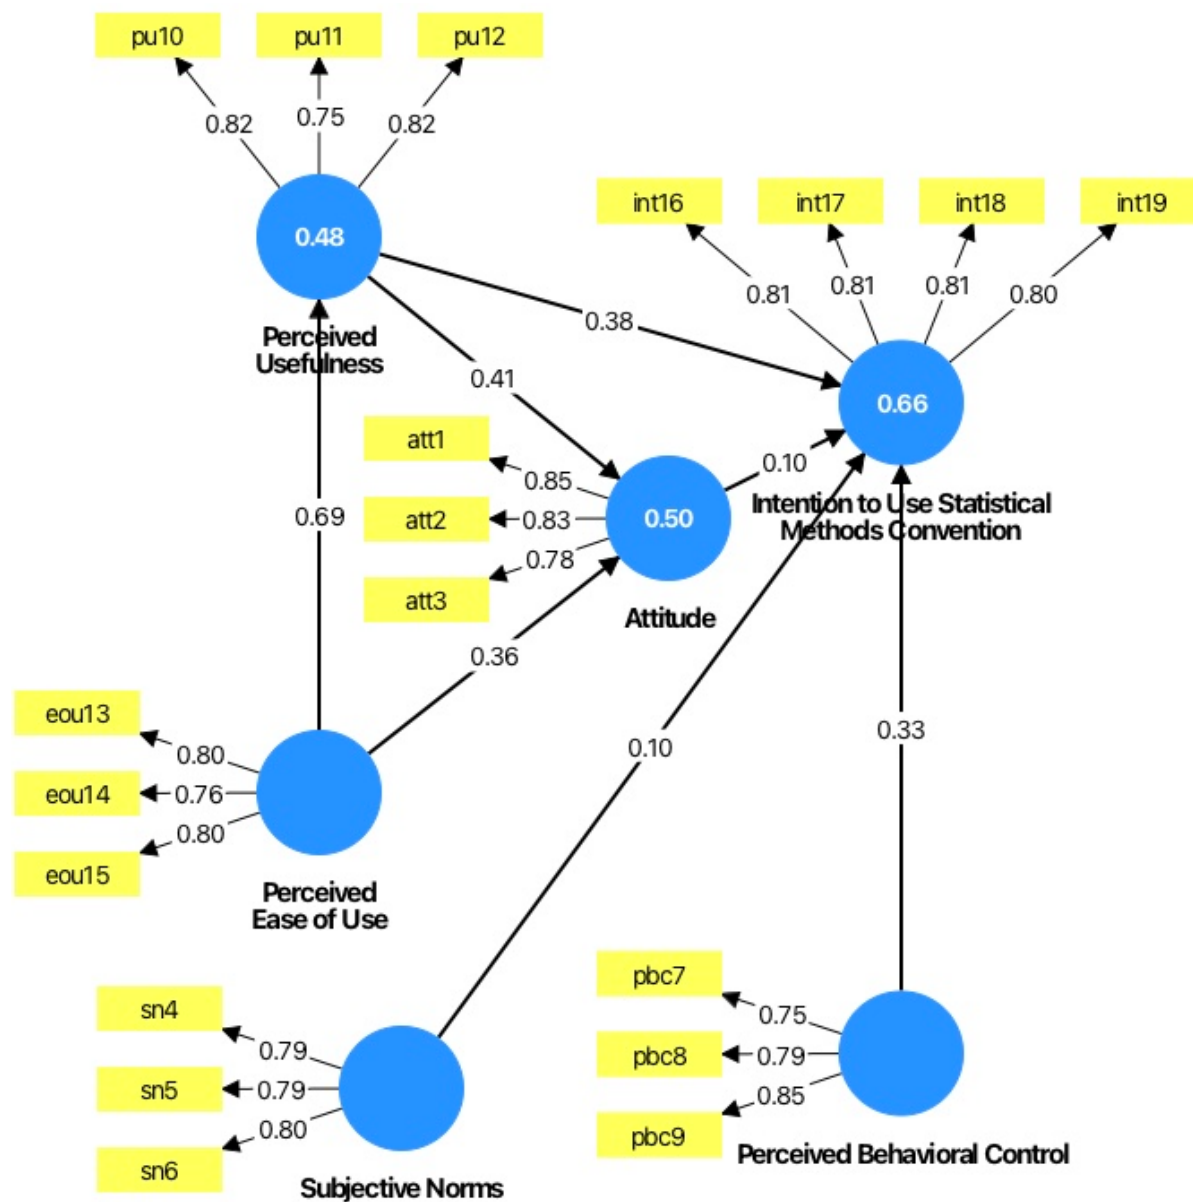 pu10 pu11 pu12
0.82 0.75 0.82
int16 int17 int18 int19
0.48
0.81 0.81 0.81 0.80
0.38
Perceived
Usefulness
0.41
0.66
att1
0.85
0.10
att2
0.83
0.50
Intention to Use Statistical
Methods Convention
0.69
0.78
att3
Attitude
0.36
eou13
0.80
0.10
0.33
eou14
0.76
0.80
eou15
Perceived
Ease of Use
pbc7
0.75
sn4
0.79
pbc8
0.79
sn5
0.79
0.85
pbc9
0.80
sn6
Perceived Behavioral Control
Subjective Norms